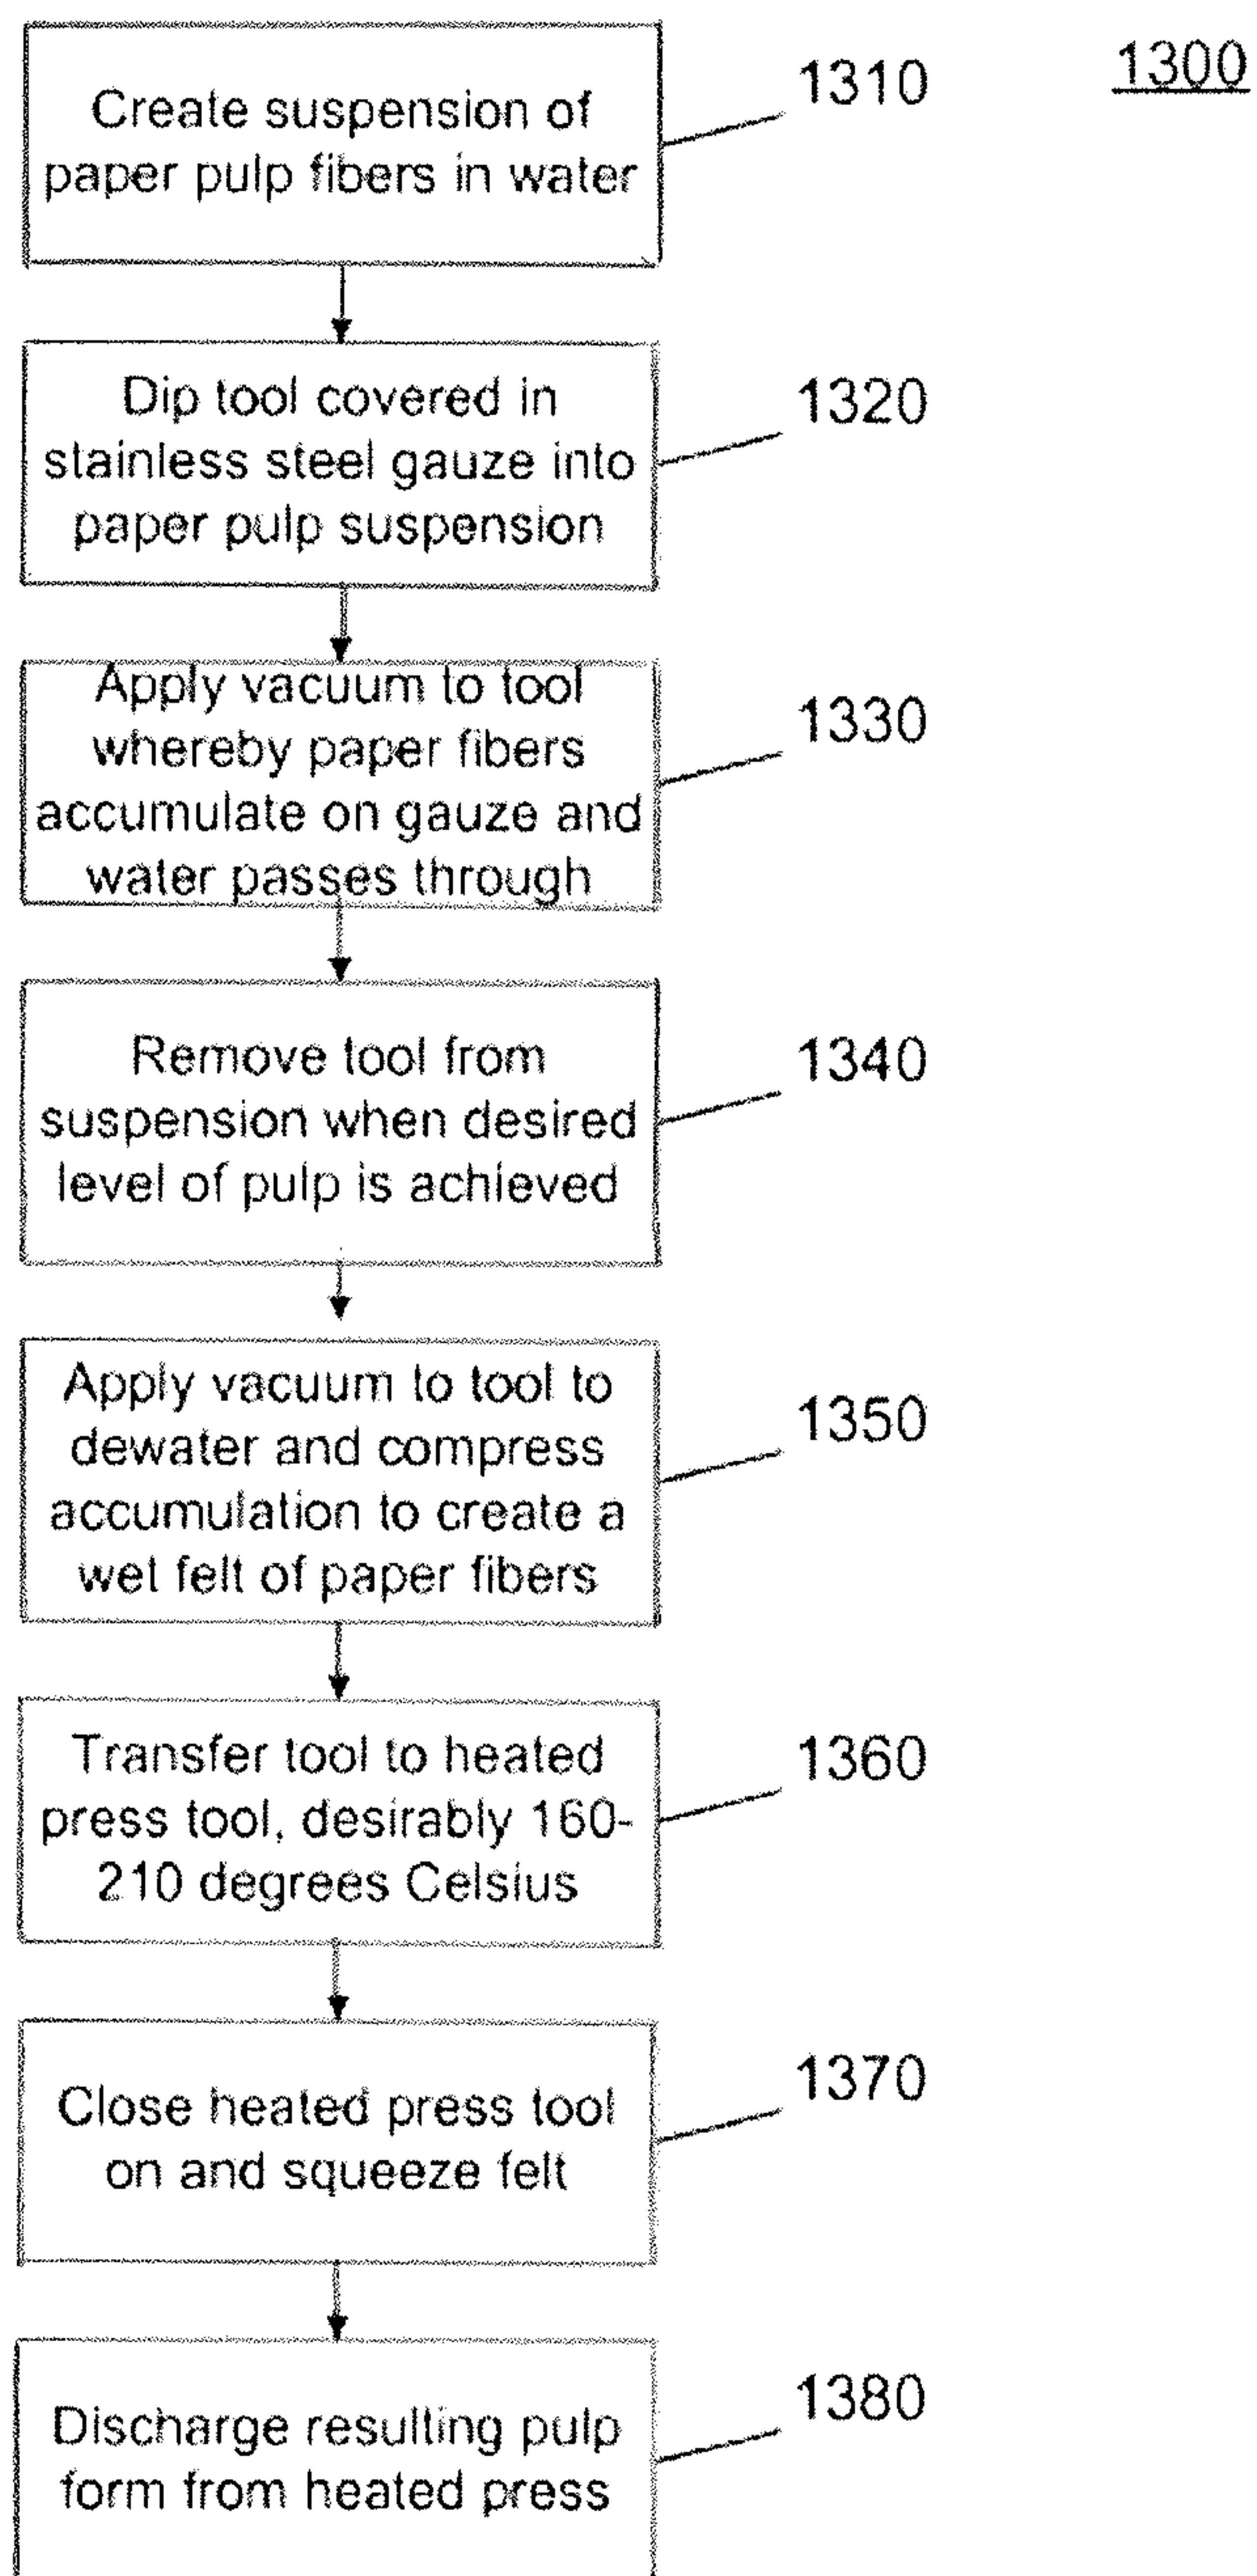 1300
1310
Create suspension of
paper pulp fibers in water
1320
Dip tool covered in
stainless steel gauze into
paper pulp suspension
1330
Apply vacuum to tool
whereby paper fibers
accumulate on gauze and
water passes through
1340
Remove tool from
suspension when desired
level of pulp is achieved
1350
Apply vacuum to tool to
dewater and compress
accumulation to create a
wet felt of paper fibers
1360
Transfer tool to heated
press tool, desirably 160-
210 degrees Celsius
1370
Close heated press tool
on and squeeze felt
1380
Discharge resulting pulp
form from heated press